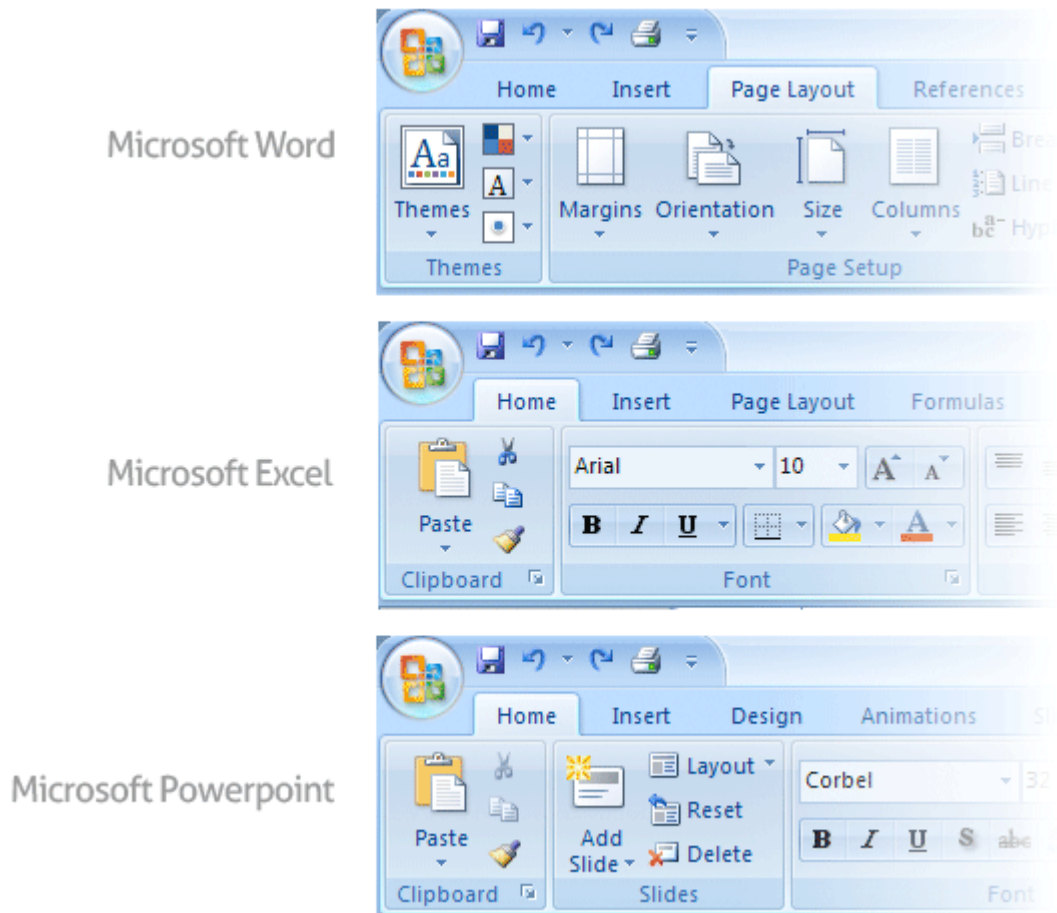 Home Insert Page Layout References
Microsoft Word
Aa
A
Themes Margins Orientation Size Columns
Themes Page Setup
Home Insert Page Layout Formulas
Microsoft Excel
Arial 10 A A
Paste B I U A
Clipboard Font
Home Insert Design Animations
Microsoft Powerpoint
Layout
Corbel 32
Reset
Paste Add Slide B I U S abc
Delete
Clipboard Slides Font